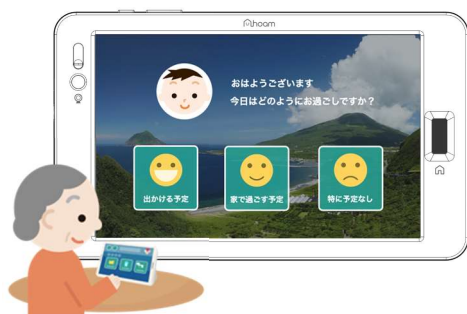 hoam
おはようございます
今日はどのようにお過ごしですか？
出かける予定
家で過ごす予定
特に予定なし